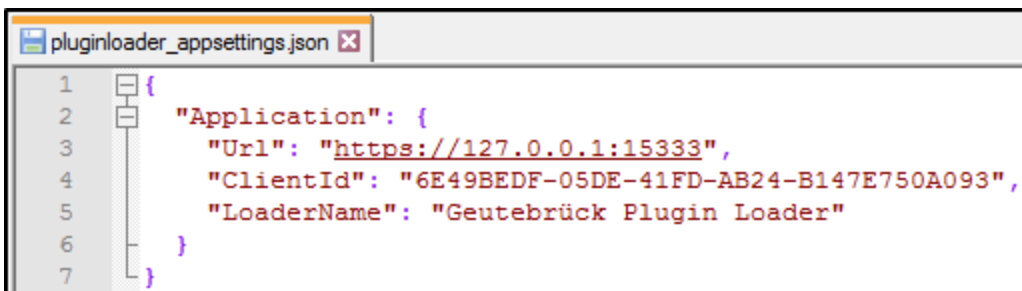 pluginloader_appsettings.json
1 {
2 "Application": {
3 "Url": "https://127.0.0.1:15333",
4 "ClientId": "6E49BEDF-05DE-41FD-AB24-B147E750A093",
5 "LoaderName": "Geutebrück Plugin Loader"
6 }
7 }